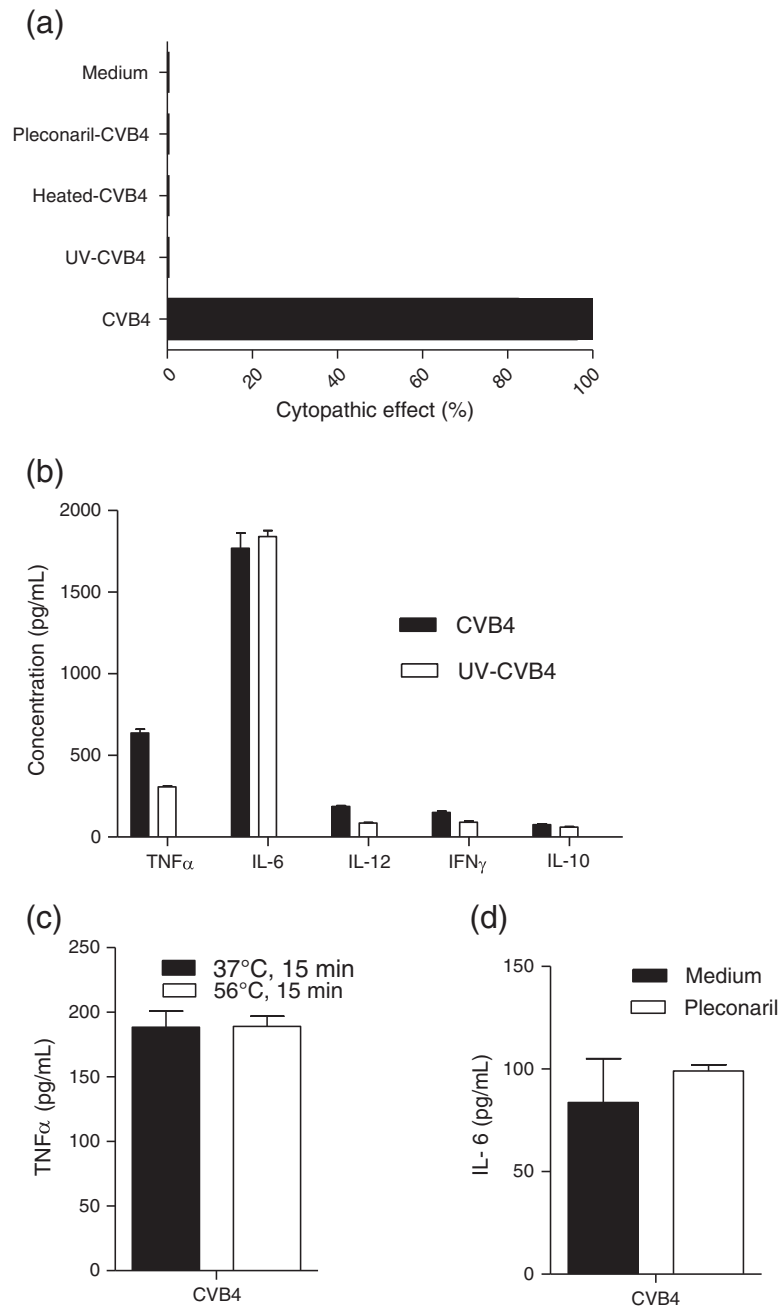 (a)
Medium
Pleconaril-CVB4
Heated-CVB4
UV-CVB4
CVB4
0 20 40 60 80 100
Cytopathic effect (%)
(b)
Concentration (pg/mL)
2000
1500
1000
500
0
CVB4
UV-CVB4
TNFα IL-6 IL-12 IFNγ IL-10
(c)
TNFα (pg/mL)
250
200
150
100
50
0
37°C, 15 min
56°C, 15 min
CVB4
(d)
IL- 6 (pg/mL)
150
100
50
0
Medium
Pleconaril
CVB4